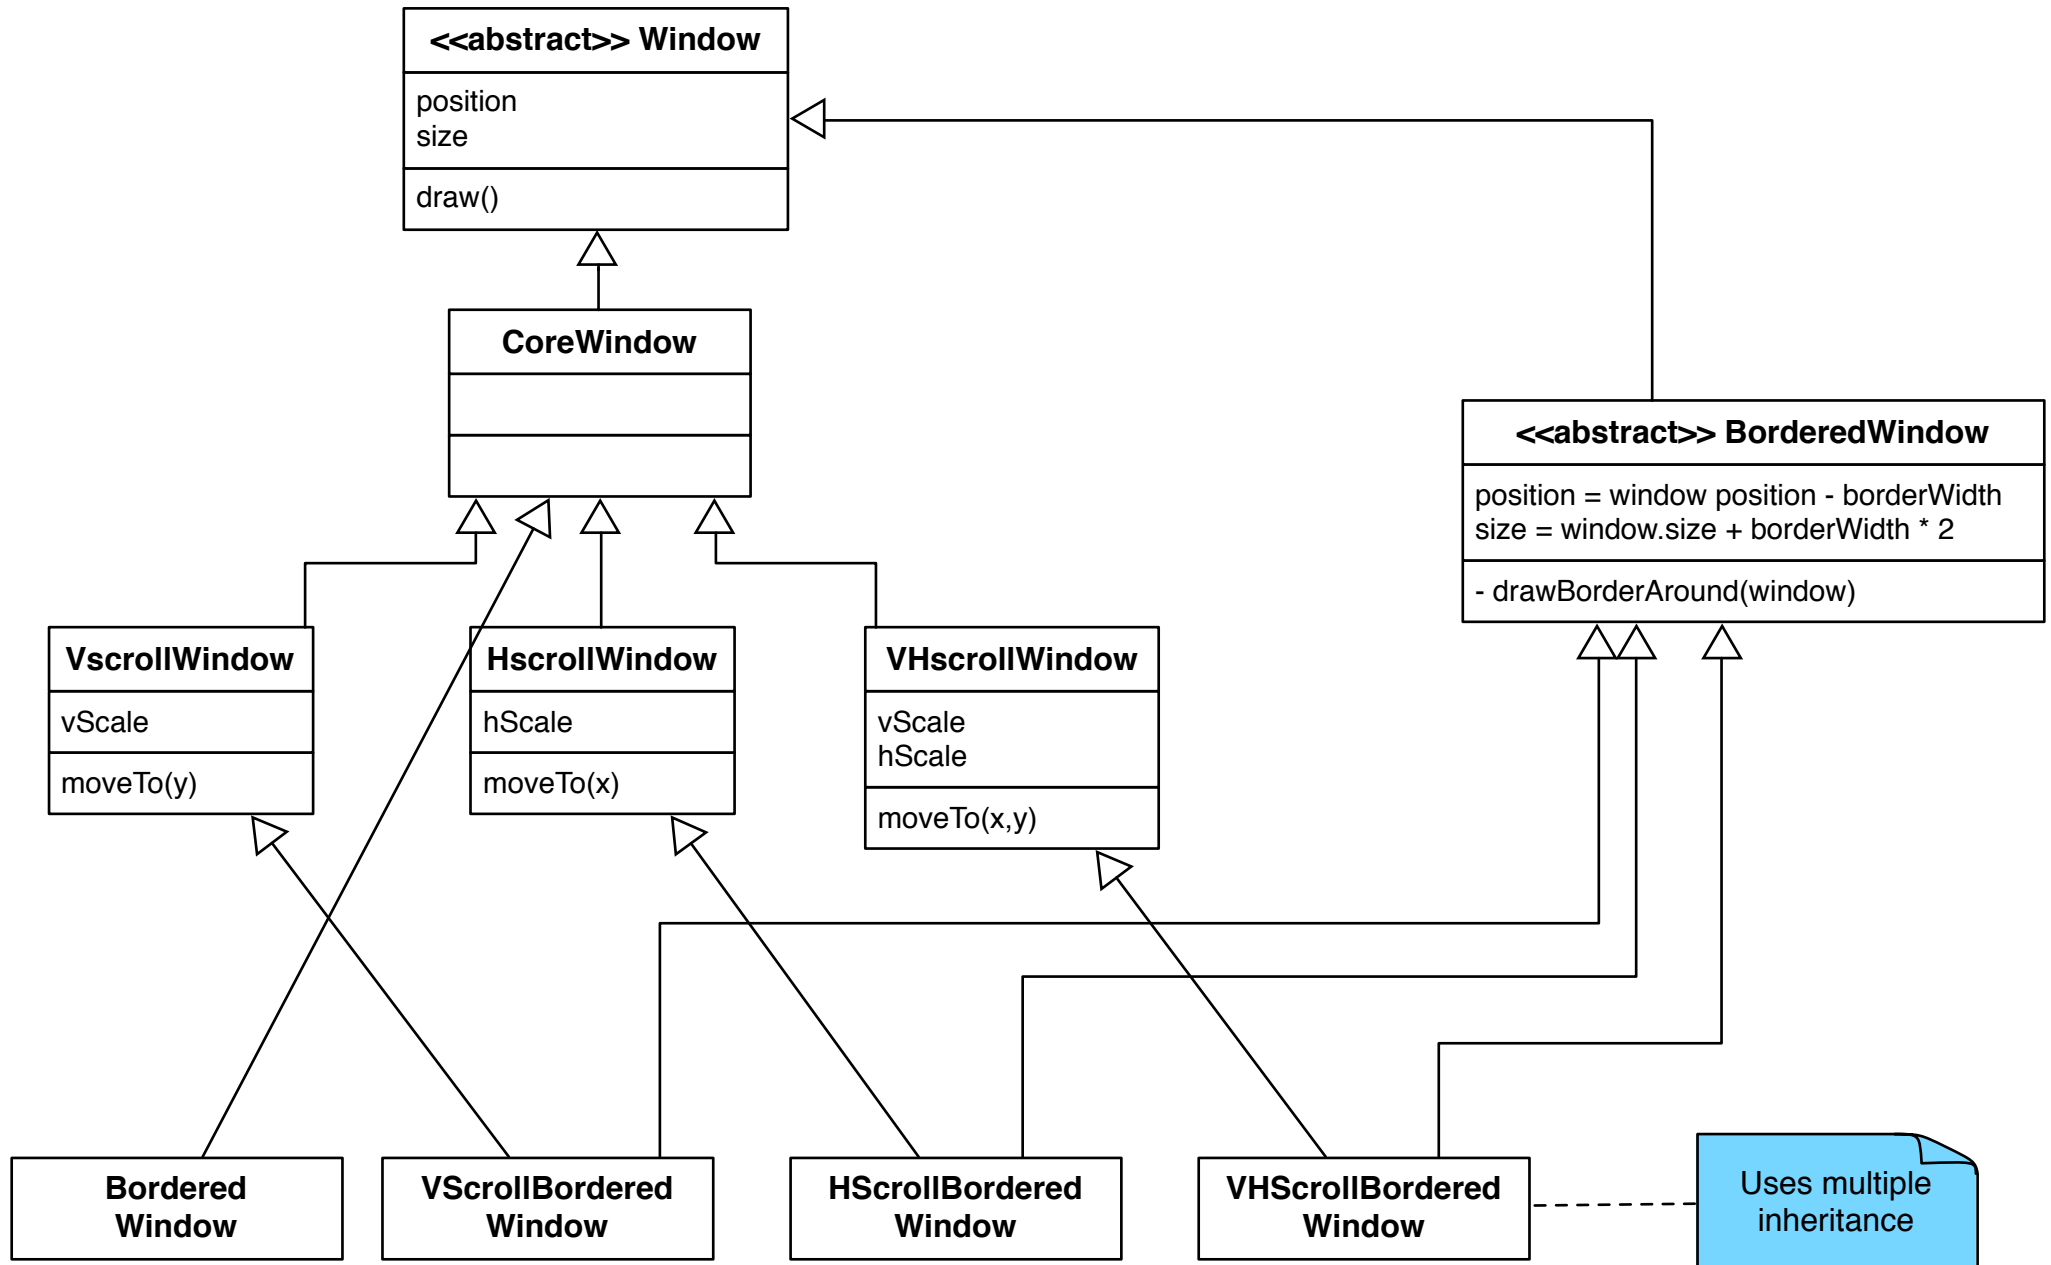 <<abstract>> Window
position
size
draw()
CoreWindow
<<abstract>> BorderedWindow
position = window position - borderWidth
size = window.size + borderWidth * 2
- drawBorderAround(window)
VscrollWindow
vScale
moveTo(y)
HscrollWindow
hScale
moveTo(x)
VHscrollWindow
vScale
hScale
moveTo(x,y)
Bordered
Window
VScrollBordered
Window
HScrollBordered
Window
VHScrollBordered
Window
Uses multiple
inheritance